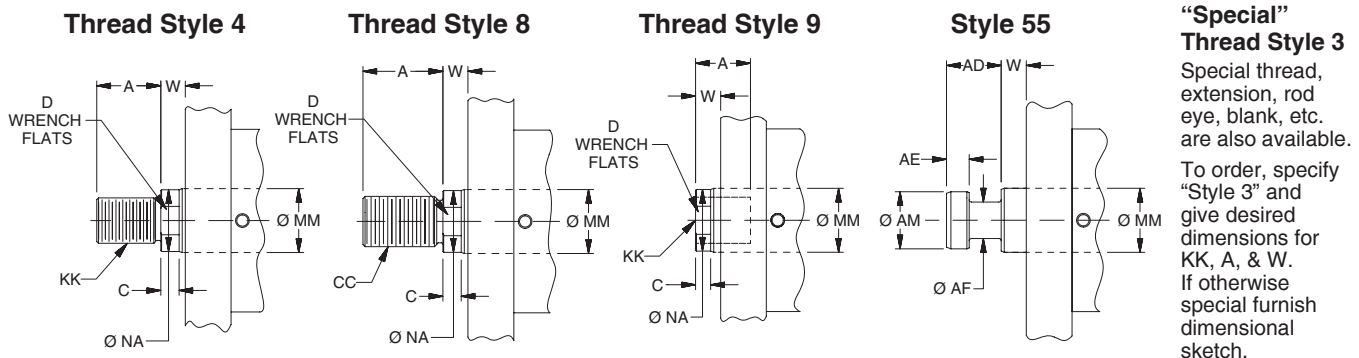 Thread Style 4
A
W
D
WRENCH
FLATS
Ø MM
KK
C
Ø NA
Thread Style 8
A
W
D
WRENCH
FLATS
Ø MM
CC
C
Ø NA
Thread Style 9
A
W
D
WRENCH
FLATS
Ø MM
KK
C
Ø NA
Style 55
AD
W
AE
Ø AM
Ø MM
Ø AF
“Special”
Thread Style 3
Special thread,
extension, rod
eye, blank, etc.
are also available.
To order, specify
“Style 3” and
give desired
dimensions for
KK, A, & W.
If otherwise
special furnish
dimensional
sketch.